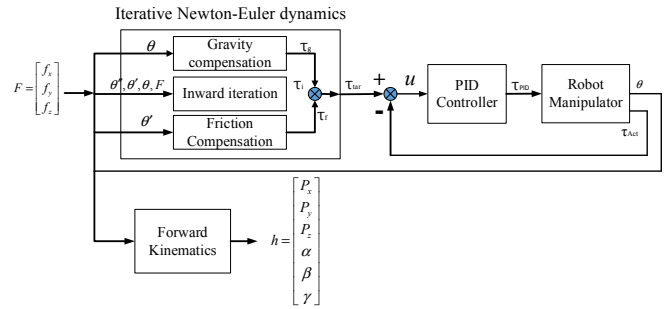 Iterative Newton-Euler dynamics
θ
Gravity
compensation
τg
F = [fx
fy
fz]
θ'', θ', θ, F
Inward iteration
τi
τtar
θ'
Friction
Compensation
τf
+
-
u
PID
Controller
τPID
Robot
Manipulator
θ
τAct
Forward
Kinematics
h = [Px
Py
Pz
α
β
γ]